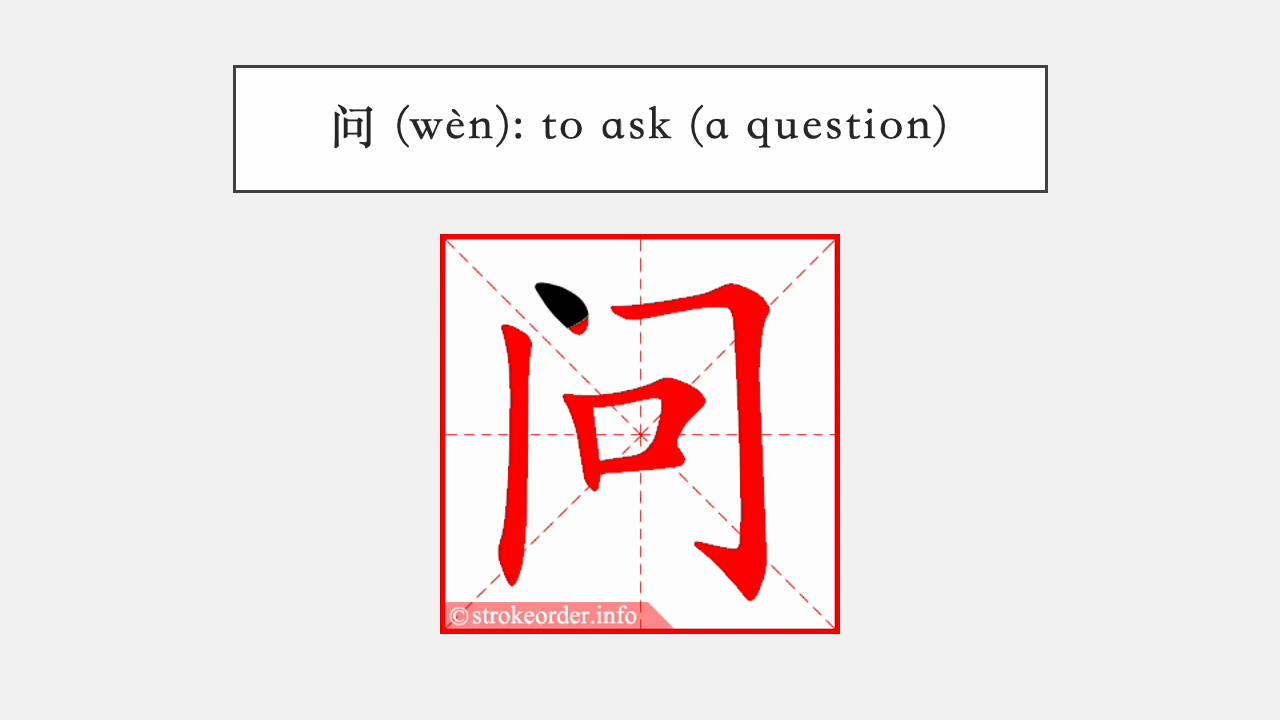 问 (wèn): to ask (a question)
问
© strokeorder.info